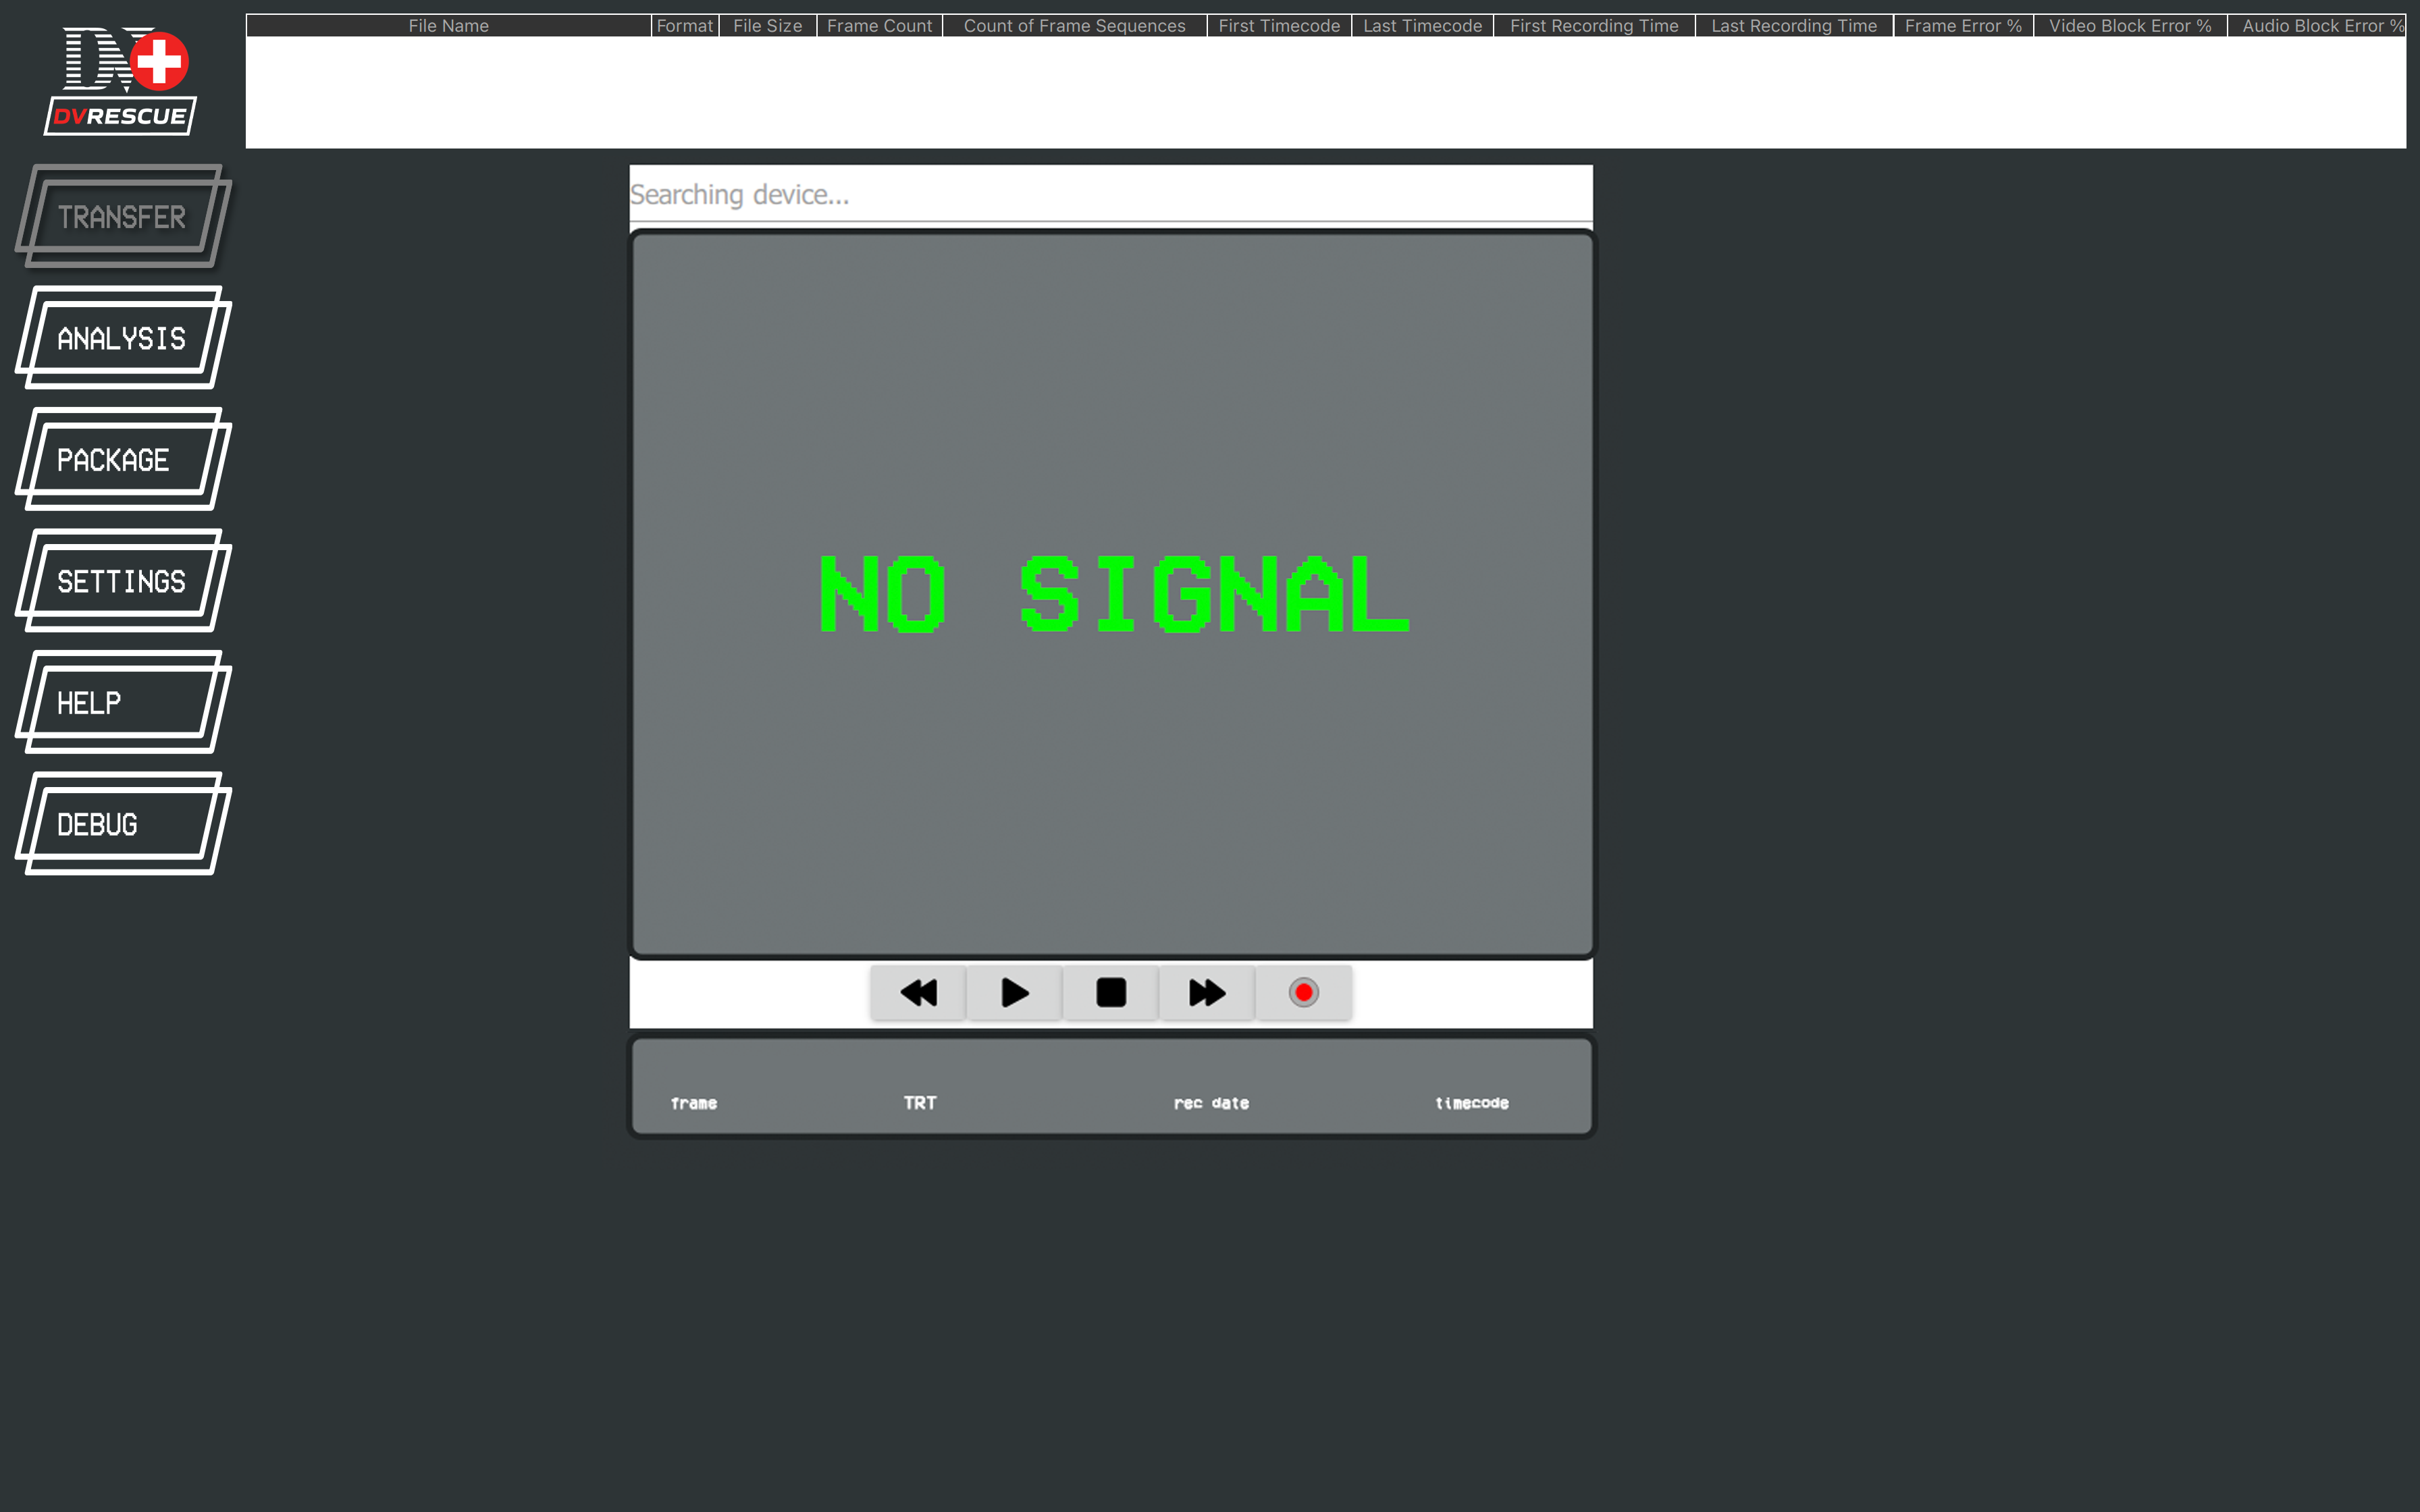 File Name Format File Size Frame Count Count of Frame Sequences First Timecode Last Timecode First Recording Time Last Recording Time Frame Error % Video Block Error % Audio Block Error %
DV
DVRESCUE
TRANSFER
ANALYSIS
PACKAGE
SETTINGS
HELP
DEBUG
Searching device...
NO SIGNAL
frame TRT rec date timecode